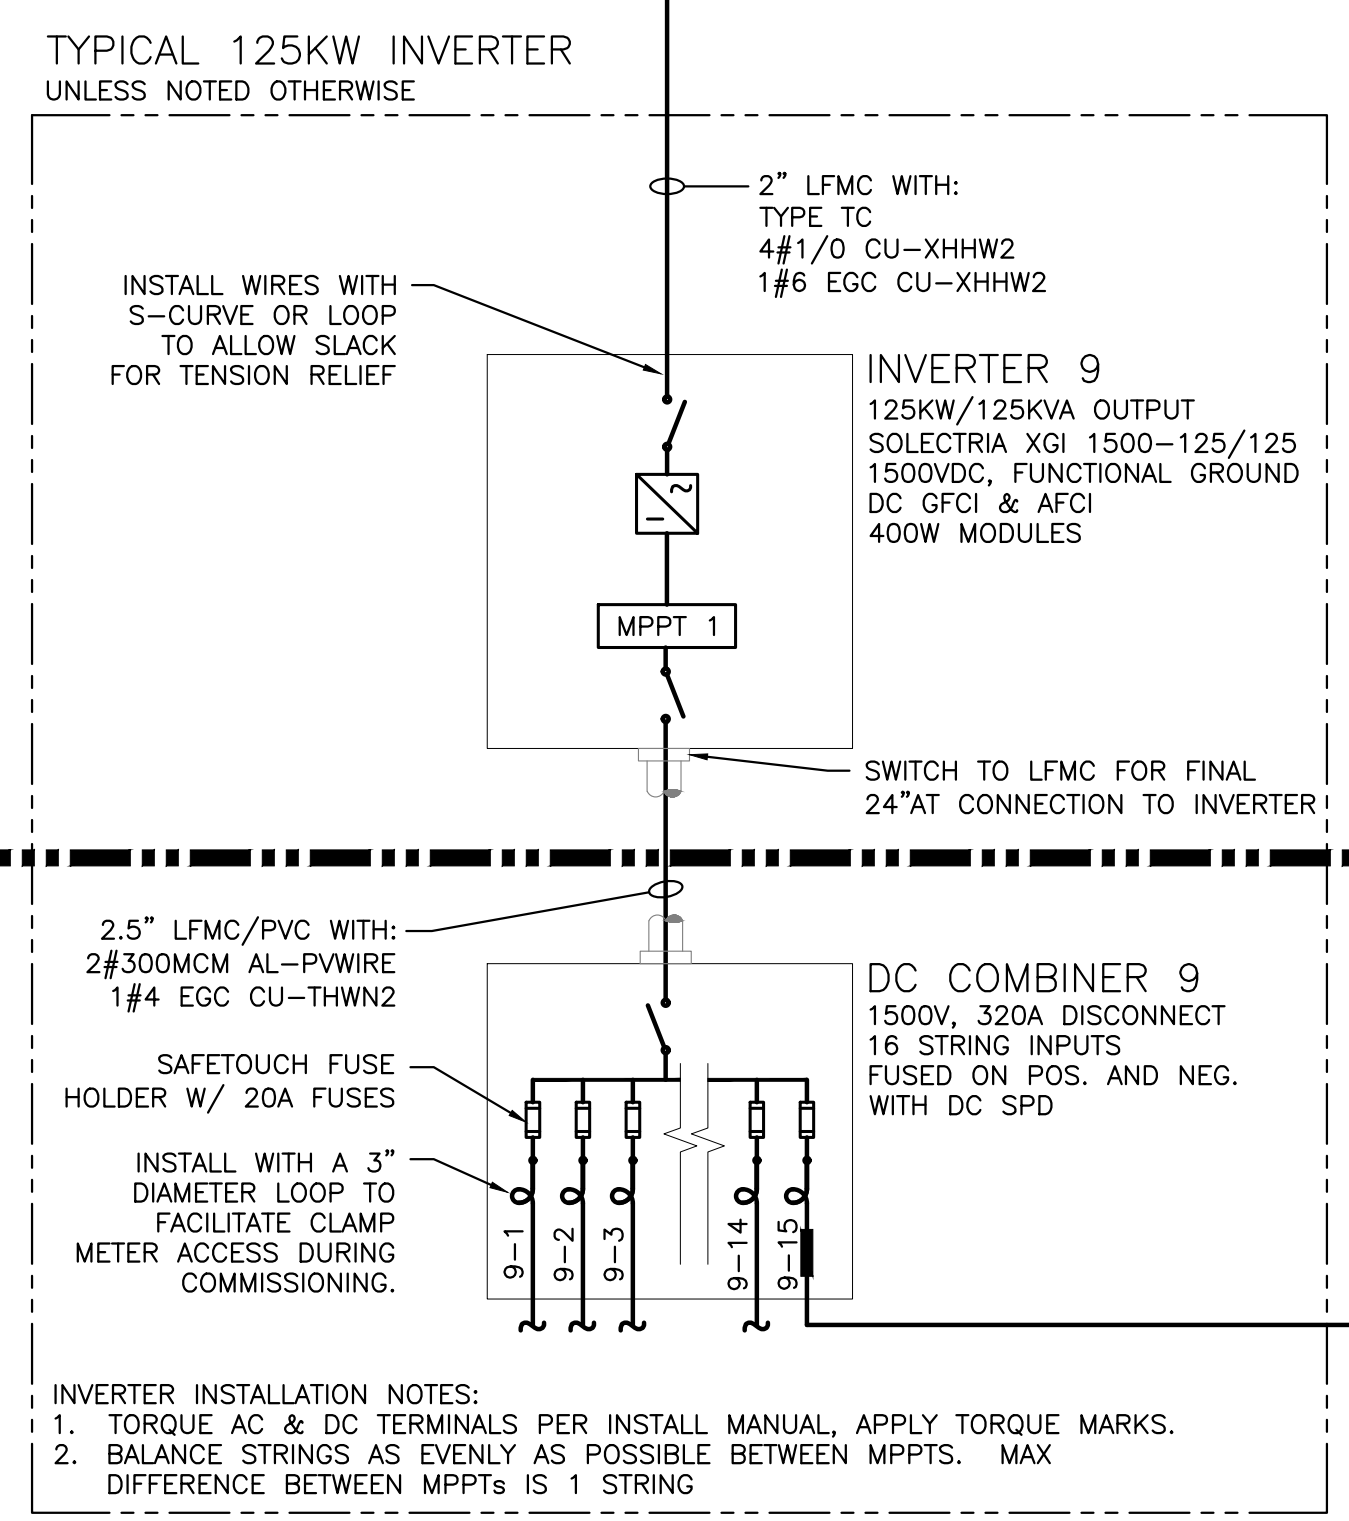 TYPICAL 125KW INVERTER
UNLESS NOTED OTHERWISE
2” LFMC WITH:
TYPE TC
4#1/0 CU-XHHW2
1#6 EGC CU-XHHW2
INSTALL WIRES WITH
S-CURVE OR LOOP
TO ALLOW SLACK
FOR TENSION RELIEF
INVERTER 9
125KW/125KVA OUTPUT
SOLECTRIA XGI 1500-125/125
1500VDC, FUNCTIONAL GROUND
DC GFCI & AFCI
400W MODULES
MPPT 1
SWITCH TO LFMC FOR FINAL
24”AT CONNECTION TO INVERTER
2.5” LFMC/PVC WITH:
2#300MCM AL-PVWIRE
1#4 EGC CU-THWN2
DC COMBINER 9
1500V, 320A DISCONNECT
16 STRING INPUTS
FUSED ON POS. AND NEG.
WITH DC SPD
SAFETOUCH FUSE
HOLDER W/ 20A FUSES
INSTALL WITH A 3”
DIAMETER LOOP TO
FACILITATE CLAMP
METER ACCESS DURING
COMMISSIONING.
9-1
9-2
9-3
9-14
9-15
INVERTER INSTALLATION NOTES:
1. TORQUE AC & DC TERMINALS PER INSTALL MANUAL, APPLY TORQUE MARKS.
2. BALANCE STRINGS AS EVENLY AS POSSIBLE BETWEEN MPPTS. MAX
DIFFERENCE BETWEEN MPPTs IS 1 STRING